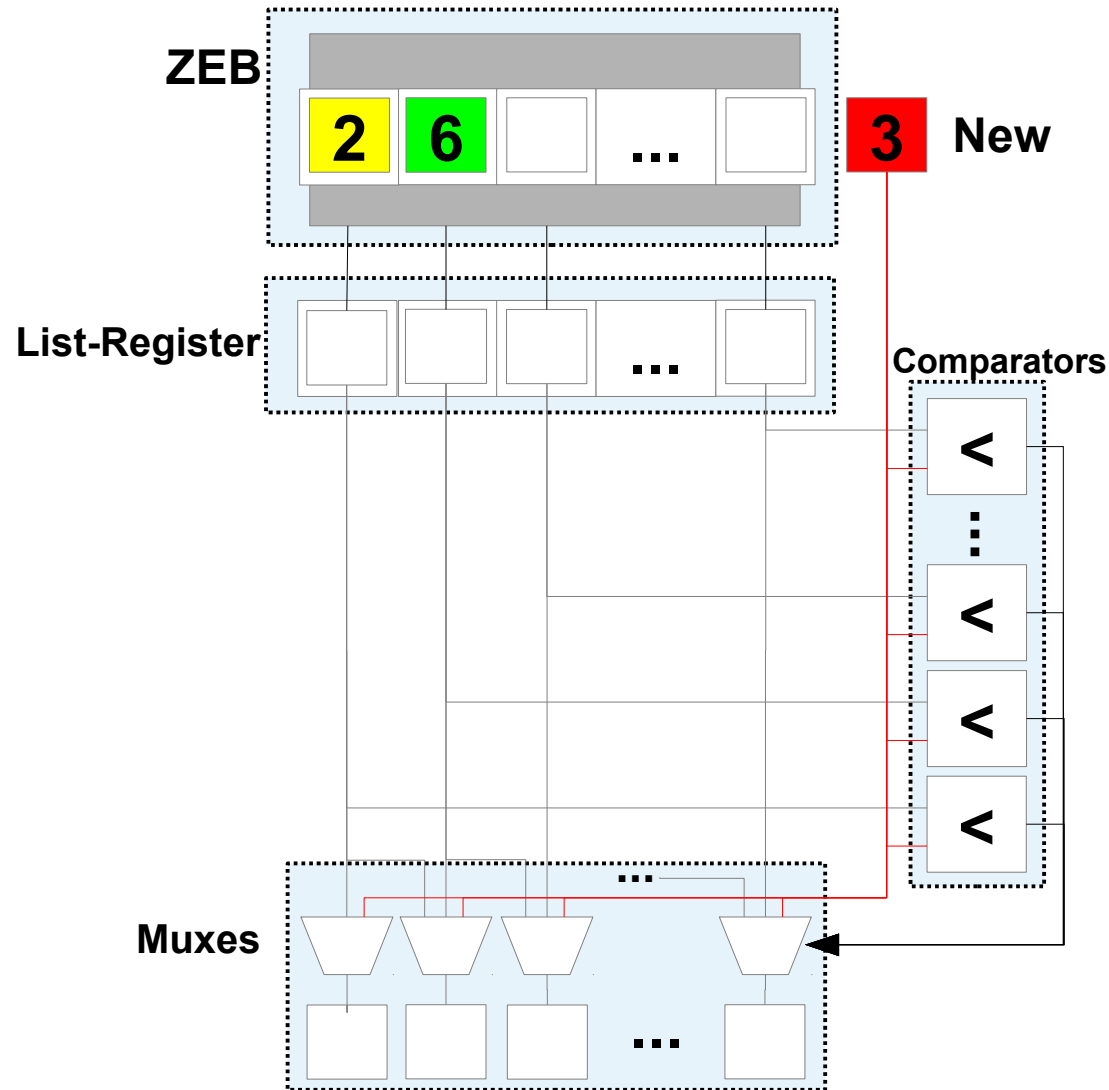 ZEB
2 6 ... 3 New
List-Register
...
Comparators
<
...
<
<
<
...
Muxes
...